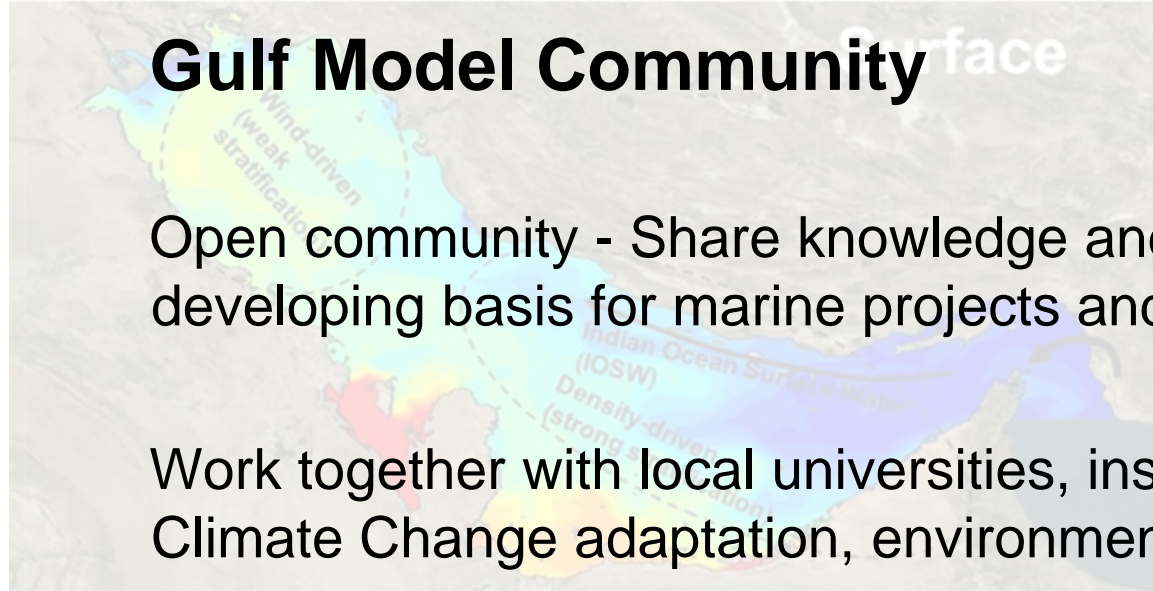 Gulf Model Community
Surface
Wind-driven
(weak
stratification)
Open community - Share knowledge and
developing basis for marine projects and
Indian Ocean Surface Water
(IOSW)
Density-driven
(strong stratification)
Work together with local universities, ins
Climate Change adaptation, environmen